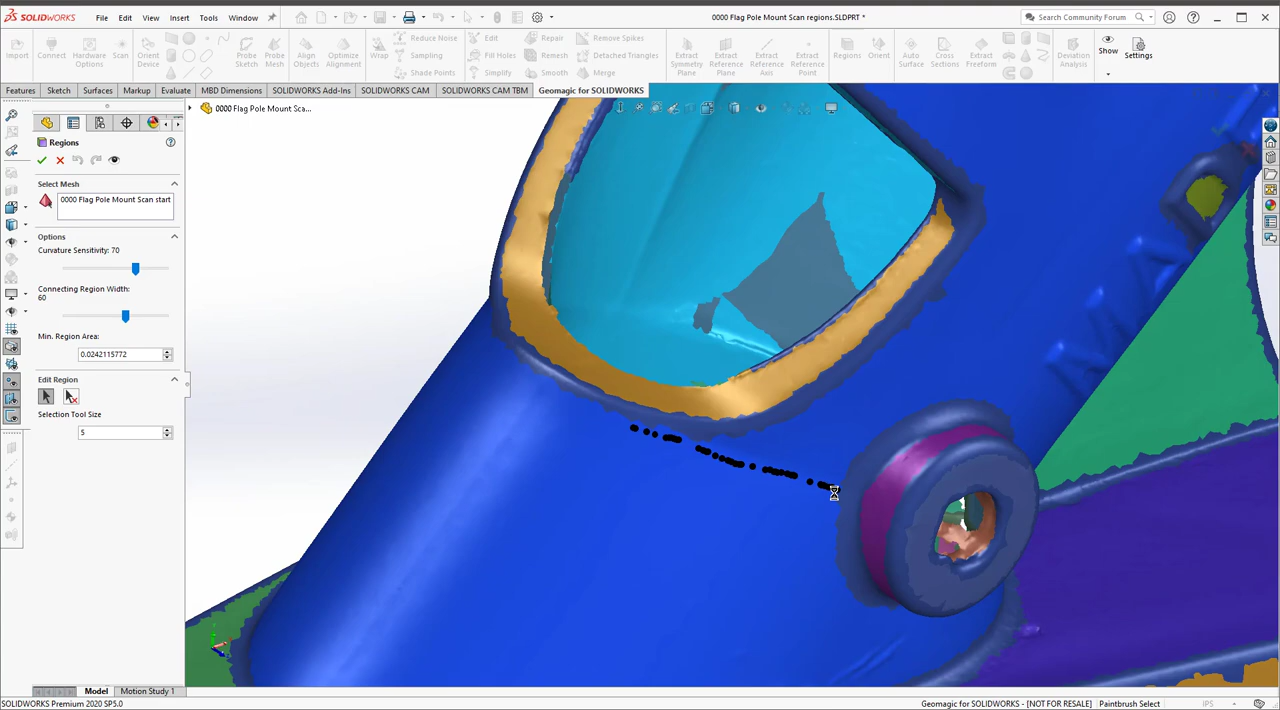 SOLIDWORKS
File
Edit
View
Insert
Tools
Window
0000 Flag Pole Mount Scan regions.SLDPRT *
Search Community Forum
Import
Connect
Hardware Options
Scan
Orient Device
Probe Sketch
Probe Mesh
Align Objects
Optimize Alignment
Reduce Noise
Sampling
Shade Points
Wrap
Edit
Fill Holes
Simplify
Repair
Remesh
Smooth
Remove Spikes
Detached Triangles
Merge
Extract Symmetry Plane
Extract Reference Plane
Extract Reference Axis
Extract Reference Point
Regions
Orient
Auto Surface
Cross Sections
Extract Freeform
Deviation Analysis
Show
Settings
Features
Sketch
Surfaces
Markup
Evaluate
MBD Dimensions
SOLIDWORKS Add-Ins
SOLIDWORKS CAM
SOLIDWORKS CAM TBM
Geomagic for SOLIDWORKS
0000 Flag Pole Mount Sca...
Regions
Select Mesh
0000 Flag Pole Mount Scan start
Options
Curvature Sensitivity: 70
Connecting Region Width:
60
Min. Region Area:
0.0242115772
Edit Region
Selection Tool Size
5
Model
Motion Study 1
SOLIDWORKS Premium 2020 SP5.0
Geomagic for SOLIDWORKS - [NOT FOR RESALE]
Paintbrush Select
IPS